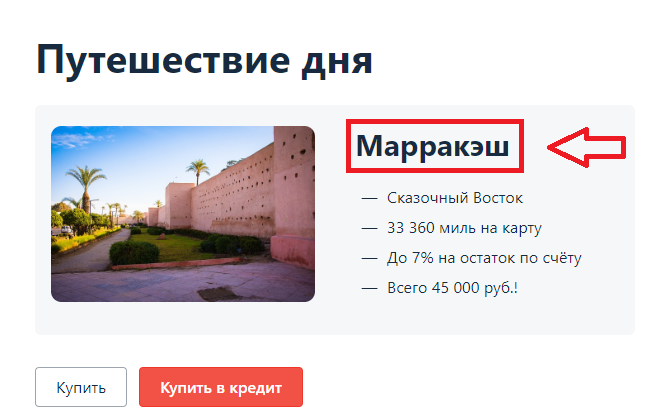 Путешествие дня
Марракэш
— Сказочный Восток
— 33 360 миль на карту
— До 7% на остаток по счёту
— Всего 45 000 руб.!
Купить
Купить в кредит